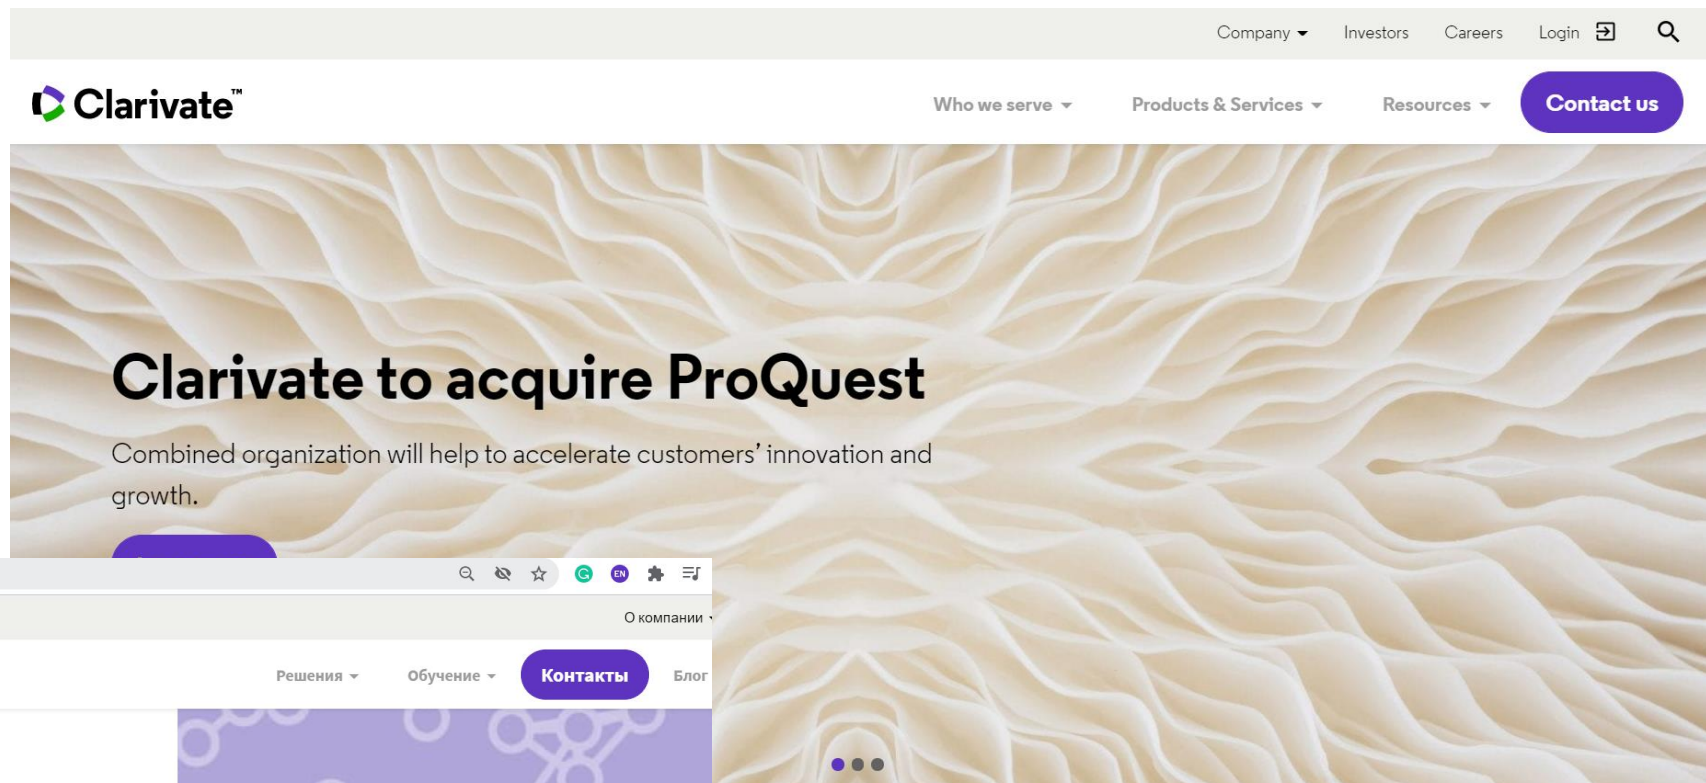 Company Investors Careers Login
Clarivate™
Who we serve Products & Services Resources Contact us
Clarivate to acquire ProQuest
Combined organization will help to accelerate customers’ innovation and
growth.
EN
О компании
Решения Обучение Контакты Блог